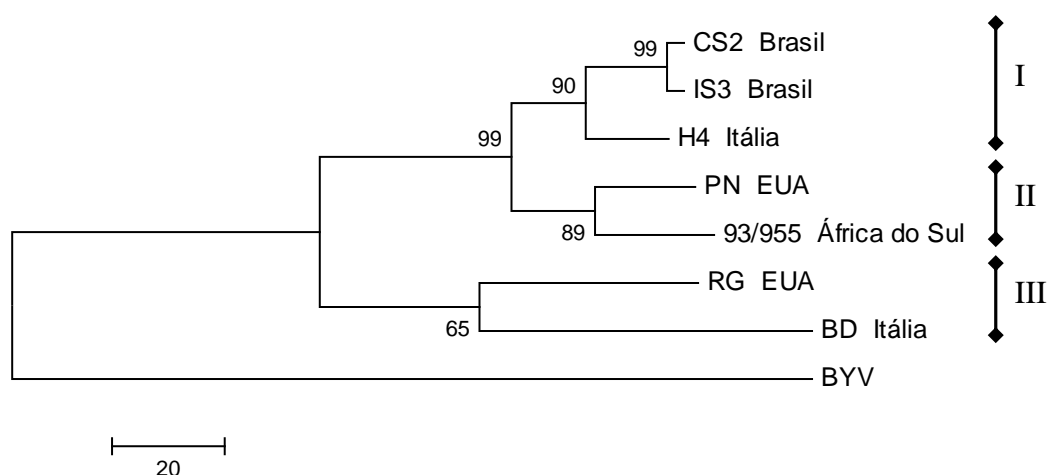 99 CS2 Brasil
I
90 IS3 Brasil
99 H4 Itália
PN EUA
II
89 93/955 África do Sul
RG EUA
III
65 BD Itália
BYV
20